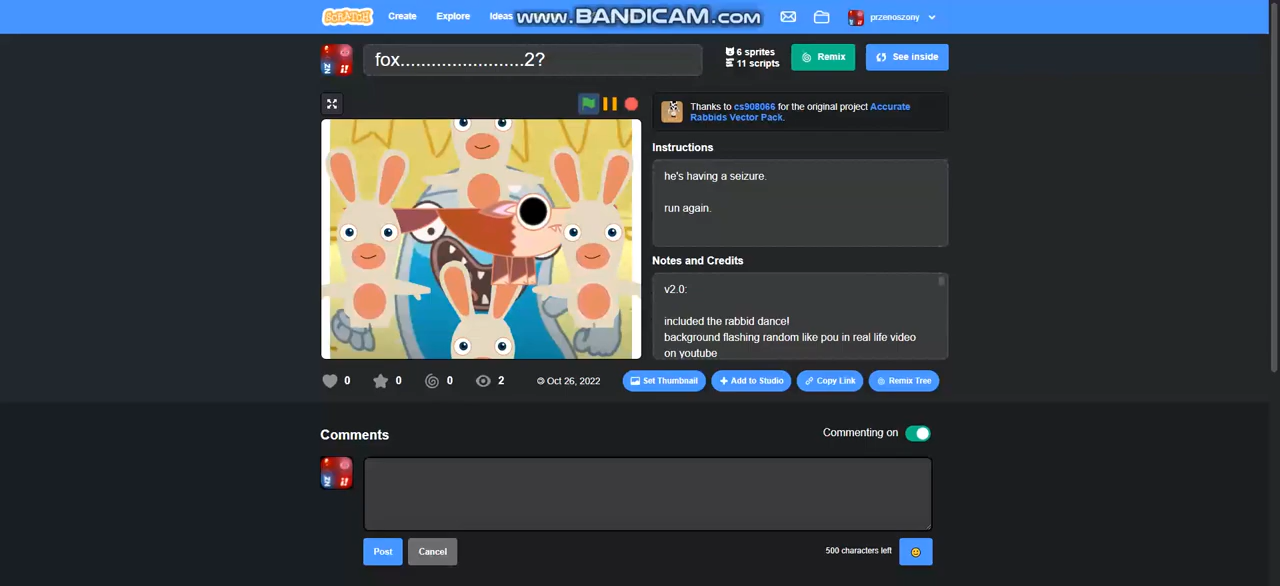 SCRATCH
Create
Explore
Ideas
www.BANDICAM.com
przenoszony
fox........................2?
6 sprites
11 scripts
Remix
See inside
Thanks to cs908066 for the original project Accurate
Rabbids Vector Pack.
Instructions
he's having a seizure.
run again.
Notes and Credits
v2.0:
included the rabbid dance!
background flashing random like pou in real life video
on youtube
0
0
0
2
© Oct 26, 2022
Set Thumbnail
Add to Studio
Copy Link
Remix Tree
Comments
Commenting on
Post
Cancel
500 characters left